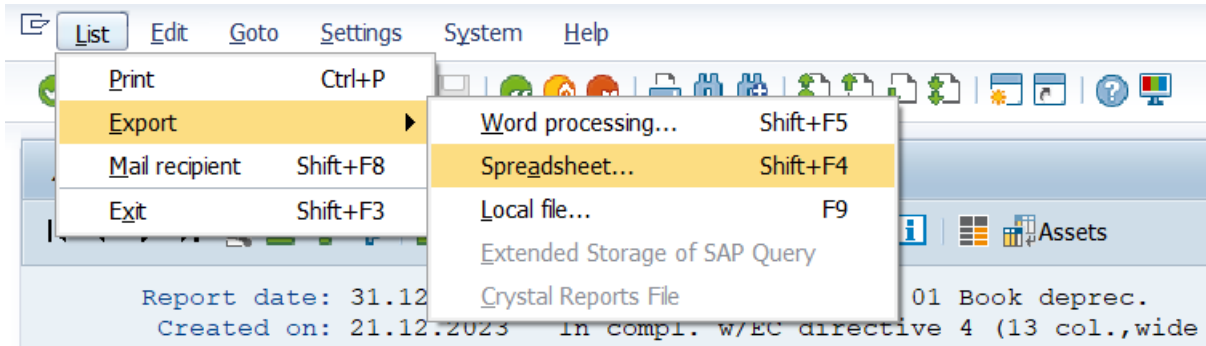 List Edit Goto Settings System Help
Print Ctrl+P
Export
Word processing... Shift+F5
Mail recipient Shift+F8
Spreadsheet... Shift+F4
Exit Shift+F3
Local file... F9
Assets
Extended Storage of SAP Query
Report date: 31.12
Crystal Reports File
01 Book deprec.
Created on: 21.12.2023 In compl. w/EC directive 4 (13 col.,wide